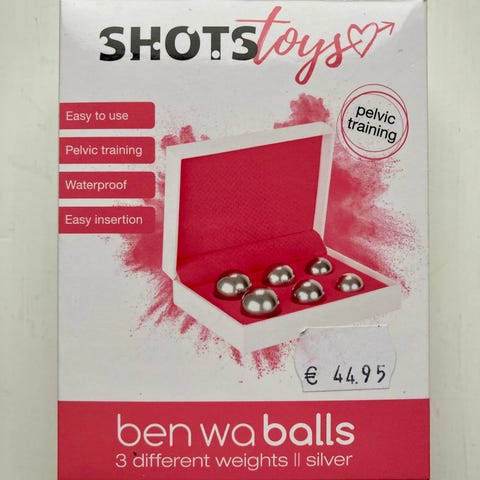 SHOTS toys
Easy to use
Pelvic training
Waterproof
Easy insertion
pelvic
training
€ 44.95
ben wa balls
3 different weights || silver